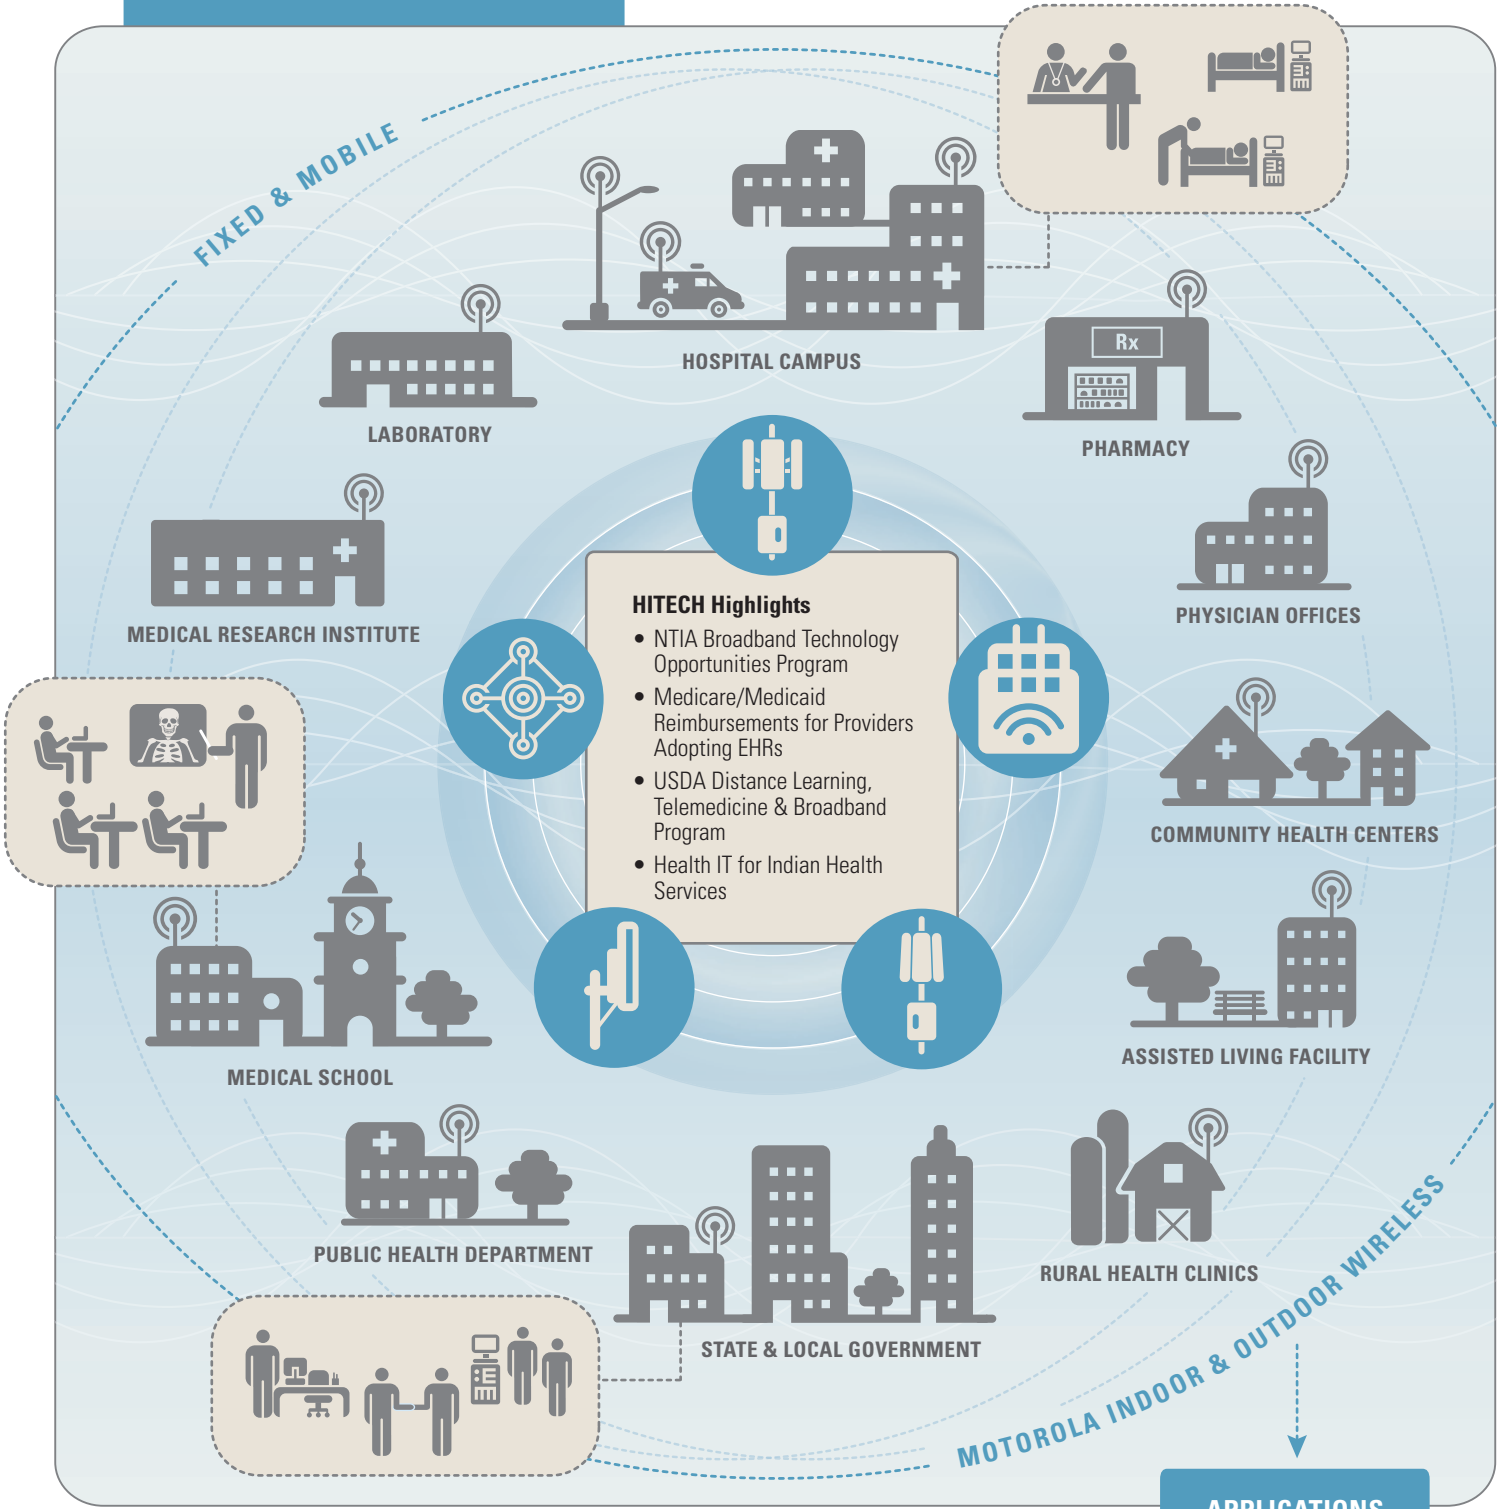 FIXED & MOBILE
HOSPITAL CAMPUS
Rx
LABORATORY
PHARMACY
MEDICAL RESEARCH INSTITUTE
PHYSICIAN OFFICES
HITECH Highlights
• NTIA Broadband Technology
Opportunities Program
• Medicare/Medicaid
Reimbursements for Providers
Adopting EHRs
• USDA Distance Learning,
Telemedicine & Broadband
Program
• Health IT for Indian Health
Services
COMMUNITY HEALTH CENTERS
MEDICAL SCHOOL
ASSISTED LIVING FACILITY
PUBLIC HEALTH DEPARTMENT
RURAL HEALTH CLINICS
STATE & LOCAL GOVERNMENT
MOTOROLA INDOOR & OUTDOOR WIRELESS
APPLICATIONS